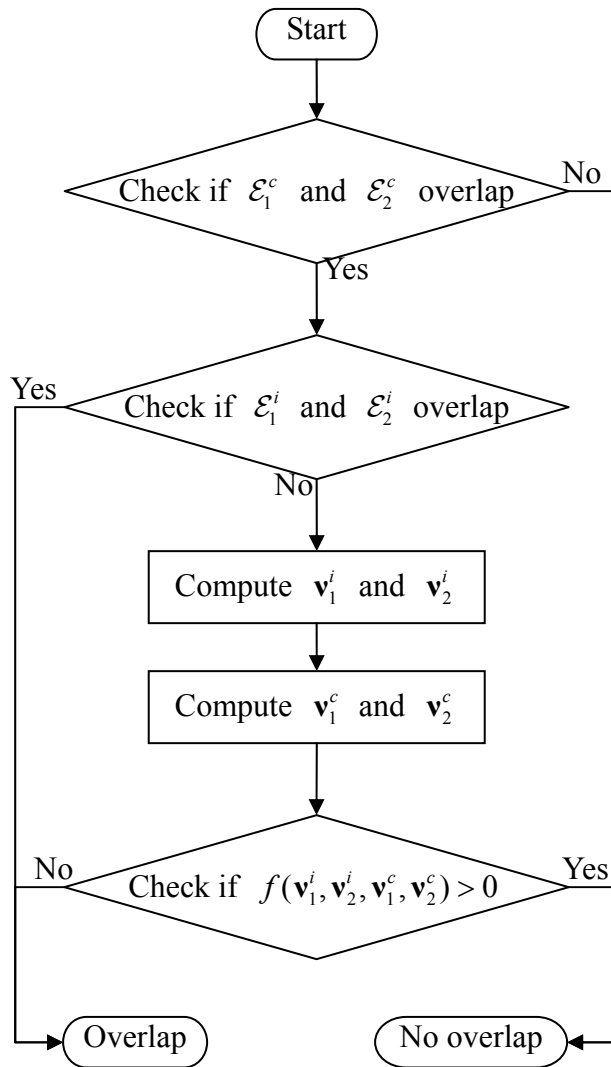 Start
Check if ℰ₁ᶜ and ℰ₂ᶜ overlap
No
Yes
Yes
Check if ℰ₁ⁱ and ℰ₂ⁱ overlap
No
Compute 𝐯₁ⁱ and 𝐯₂ⁱ
Compute 𝐯₁ᶜ and 𝐯₂ᶜ
No
Check if f(𝐯₁ⁱ, 𝐯₂ⁱ, 𝐯₁ᶜ, 𝐯₂ᶜ) > 0
Yes
Overlap
No overlap